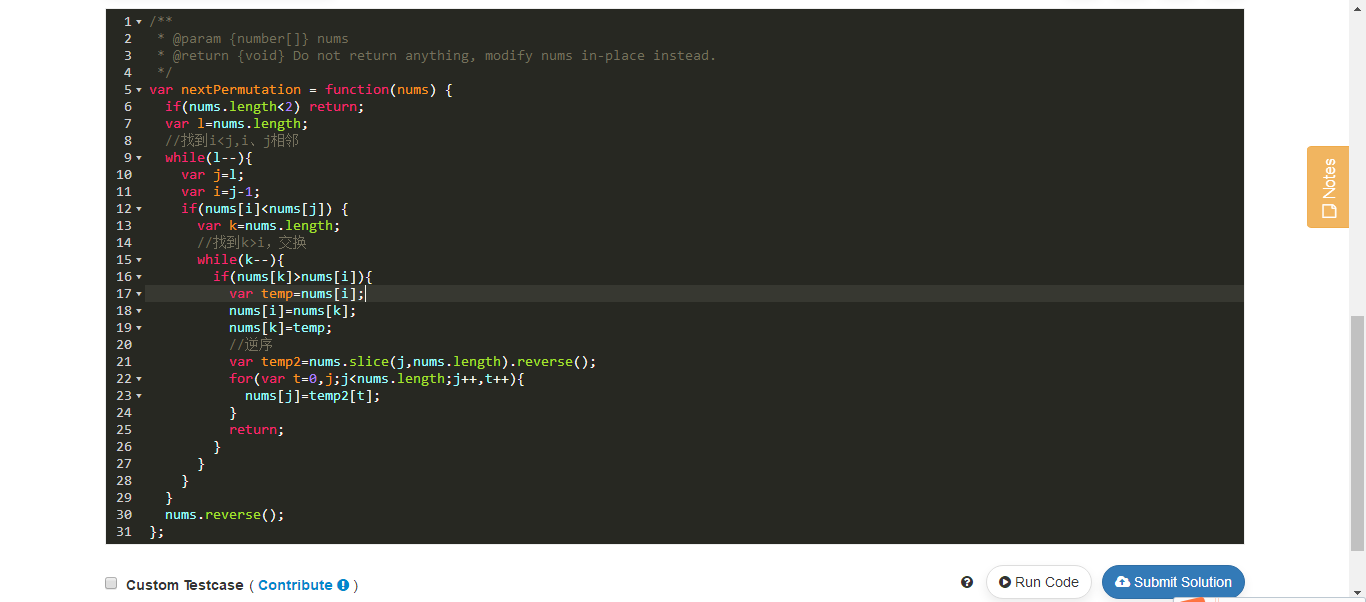 1 /**
2  * @param {number[]} nums
3  * @return {void} Do not return anything, modify nums in-place instead.
4  */
5 var nextPermutation = function(nums) {
6   if(nums.length<2) return;
7   var l=nums.length;
8   //找到i<j,i、j相邻
9   while(l--){
10     var j=l;
11     var i=j-1;
12     if(nums[i]<nums[j]) {
13       var k=nums.length;
14       //找到k>i，交换
15       while(k--){
16         if(nums[k]>nums[i]){
17           var temp=nums[i];
18           nums[i]=nums[k];
19           nums[k]=temp;
20           //逆序
21           var temp2=nums.slice(j,nums.length).reverse();
22           for(var t=0,j;j<nums.length;j++,t++){
23             nums[j]=temp2[t];
24           }
25           return;
26         }
27       }
28     }
29   }
30   nums.reverse();
31 };
Notes
Custom Testcase ( Contribute )
Run Code
Submit Solution